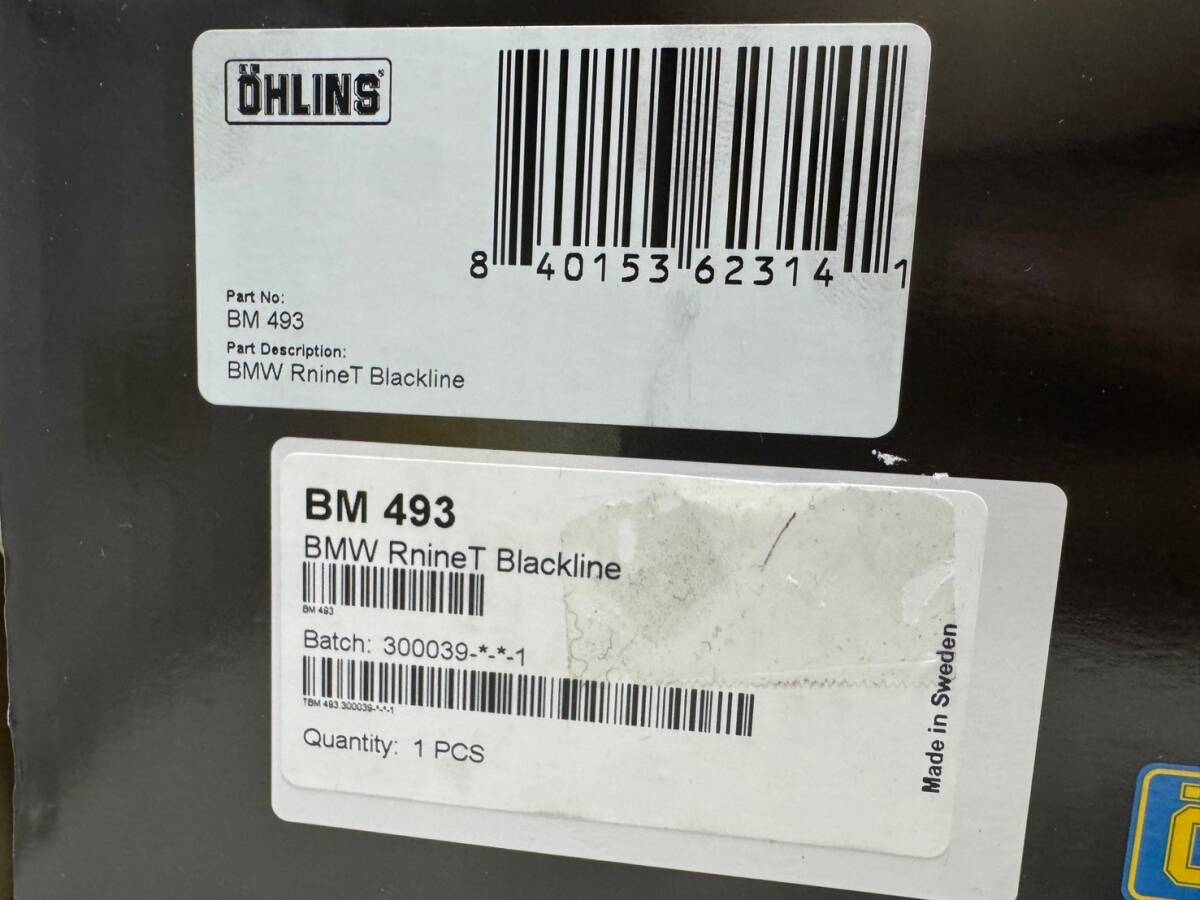 ÖHLINS
8 40153 62314 1
Part No:
BM 493
Part Description:
BMW RnineT Blackline
BM 493
BMW RnineT Blackline
BM 493
Batch: 300039-*-*-1
TBM 493.300039-*-*-1
Quantity: 1 PCS
Made in Sweden
Ö